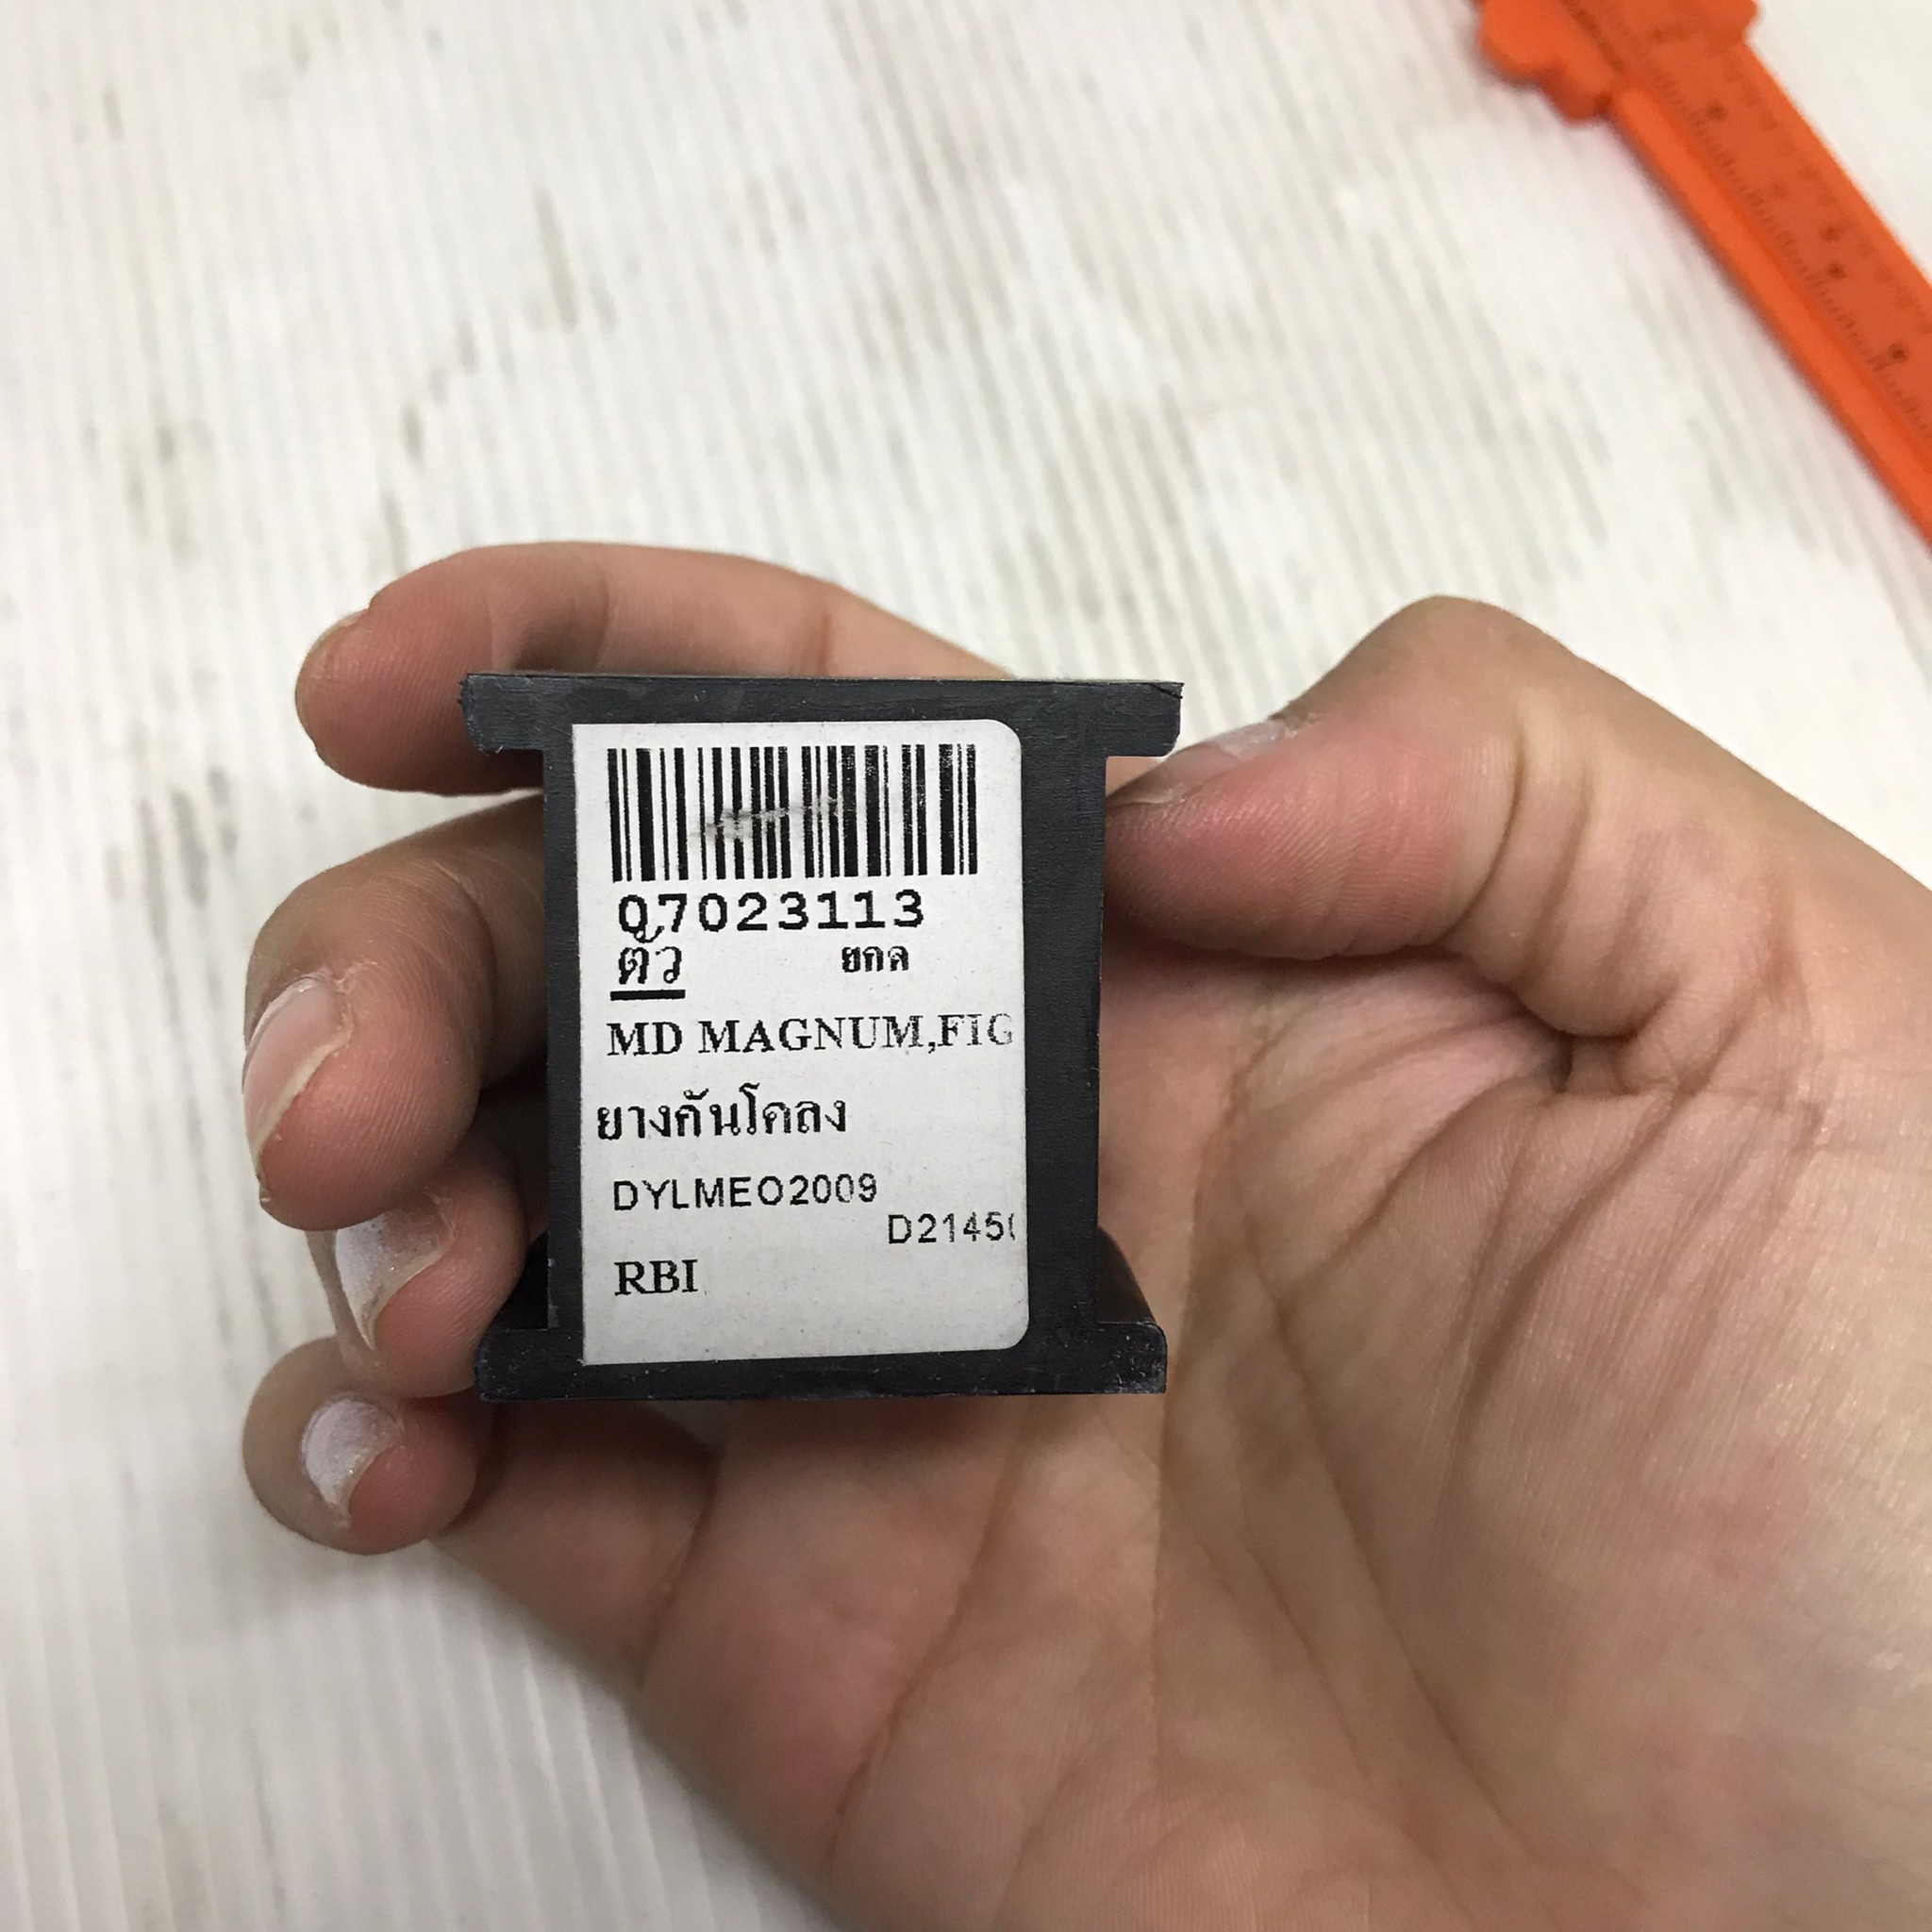 07023113
ตัว ยกล
MD MAGNUM,FIG
ยางกันโคลง
DYLMEO2009
D2145
RBI